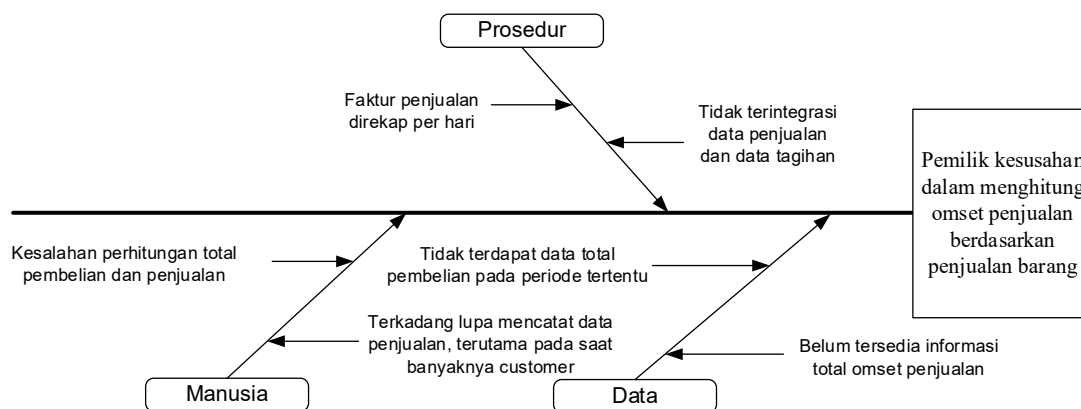 Prosedur
Faktur penjualan
direkap per hari
Tidak terintegrasi
data penjualan
dan data tagihan
Pemilik kesusahan
dalam menghitung
omset penjualan
berdasarkan
penjualan barang
Kesalahan perhitungan total
pembelian dan penjualan
Tidak terdapat data total
pembelian pada periode tertentu
Terkadang lupa mencatat data
penjualan, terutama pada saat
banyaknya customer
Belum tersedia informasi
total omset penjualan
Manusia
Data